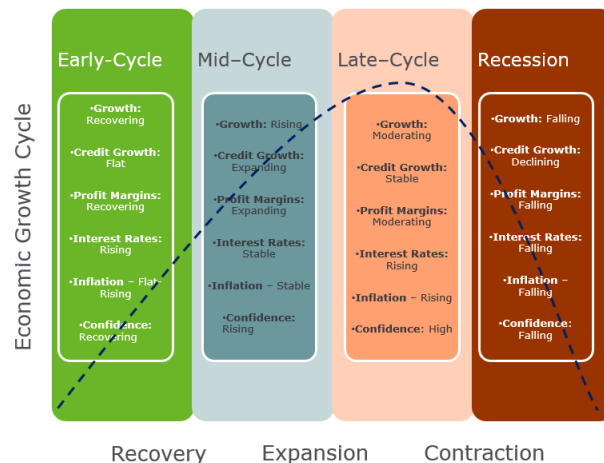 Economic Growth Cycle
Early-Cycle
•Growth:
Recovering
•Credit Growth:
Flat
•Profit Margins:
Recovering
•Interest Rates:
Rising
•Inflation – Flat-
Rising
•Confidence:
Recovering
Mid–Cycle
•Growth: Rising
•Credit Growth:
Expanding
•Profit Margins:
Expanding
•Interest Rates:
Stable
•Inflation – Stable
•Confidence:
Rising
Late–Cycle
•Growth:
Moderating
•Credit Growth:
Stable
•Profit Margins:
Moderating
•Interest Rates:
Rising
•Inflation – Rising
•Confidence: High
Recession
•Growth: Falling
•Credit Growth:
Declining
•Profit Margins:
Falling
•Interest Rates:
Falling
•Inflation –
Falling
•Confidence:
Falling
Recovery
Expansion
Contraction